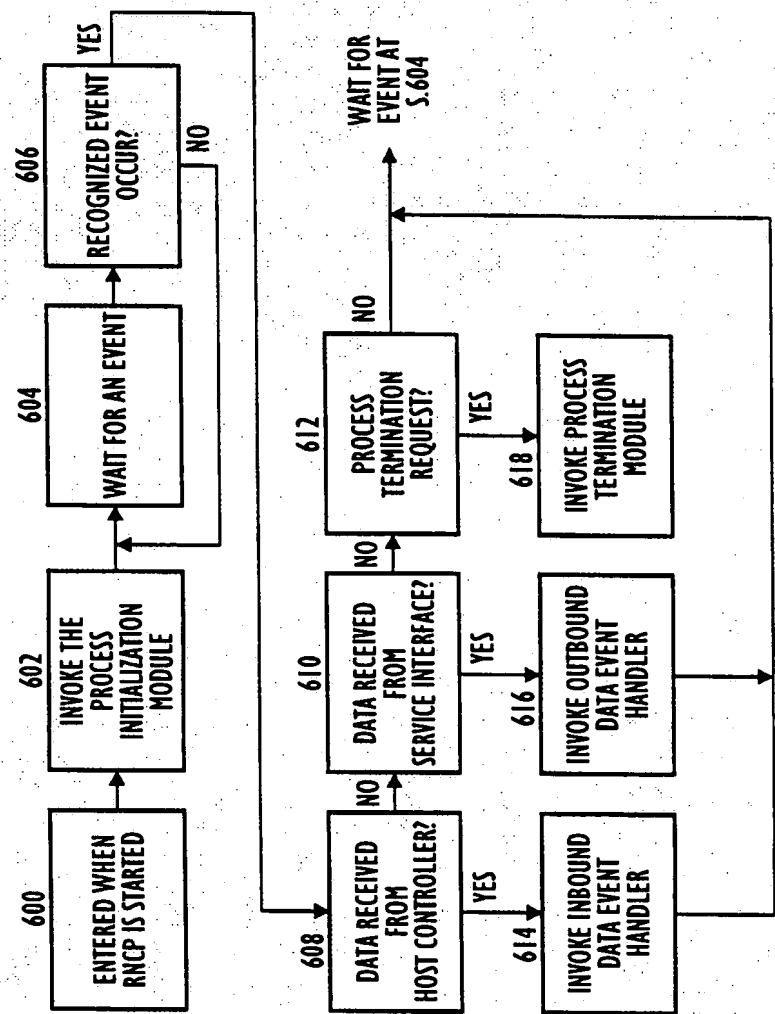 600
ENTERED WHEN
RNCP IS STARTED
602
INVOKE THE
PROCESS
INITIALIZATION
MODULE
604
WAIT FOR AN EVENT
606
RECOGNIZED EVENT
OCCUR?
YES
NO
608
DATA RECEIVED
FROM
HOST CONTROLLER?
NO
YES
610
DATA RECEIVED
FROM
SERVICE INTERFACE?
NO
YES
612
PROCESS
TERMINATION
REQUEST?
NO
YES
WAIT FOR
EVENT AT
S.604
614
INVOKE INBOUND
DATA EVENT
HANDLER
616
INVOKE OUTBOUND
DATA EVENT
HANDLER
618
INVOKE PROCESS
TERMINATION
MODULE